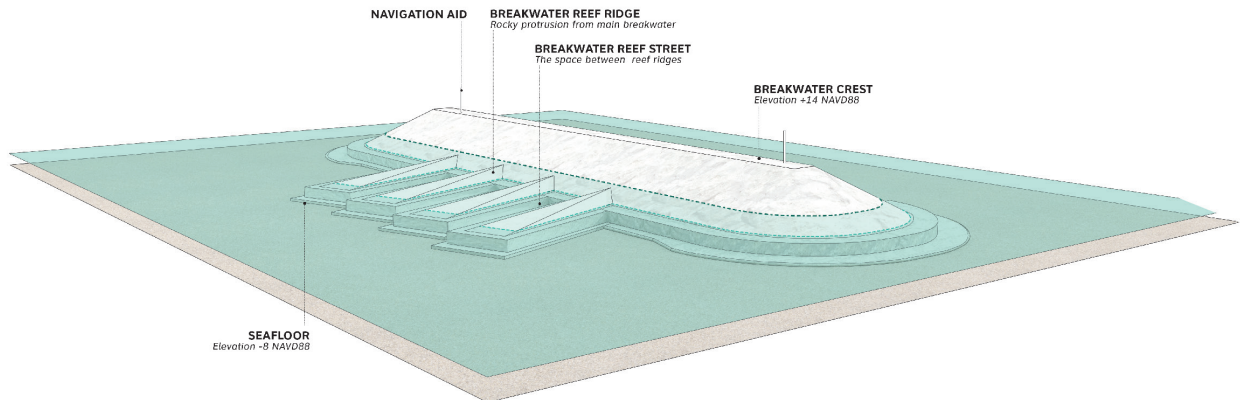 NAVIGATION AID
BREAKWATER REEF RIDGE
Rocky protrusion from main breakwater
BREAKWATER REEF STREET
The space between reef ridges
BREAKWATER CREST
Elevation +14 NAVD88
SEAFLOOR
Elevation -8 NAVD88